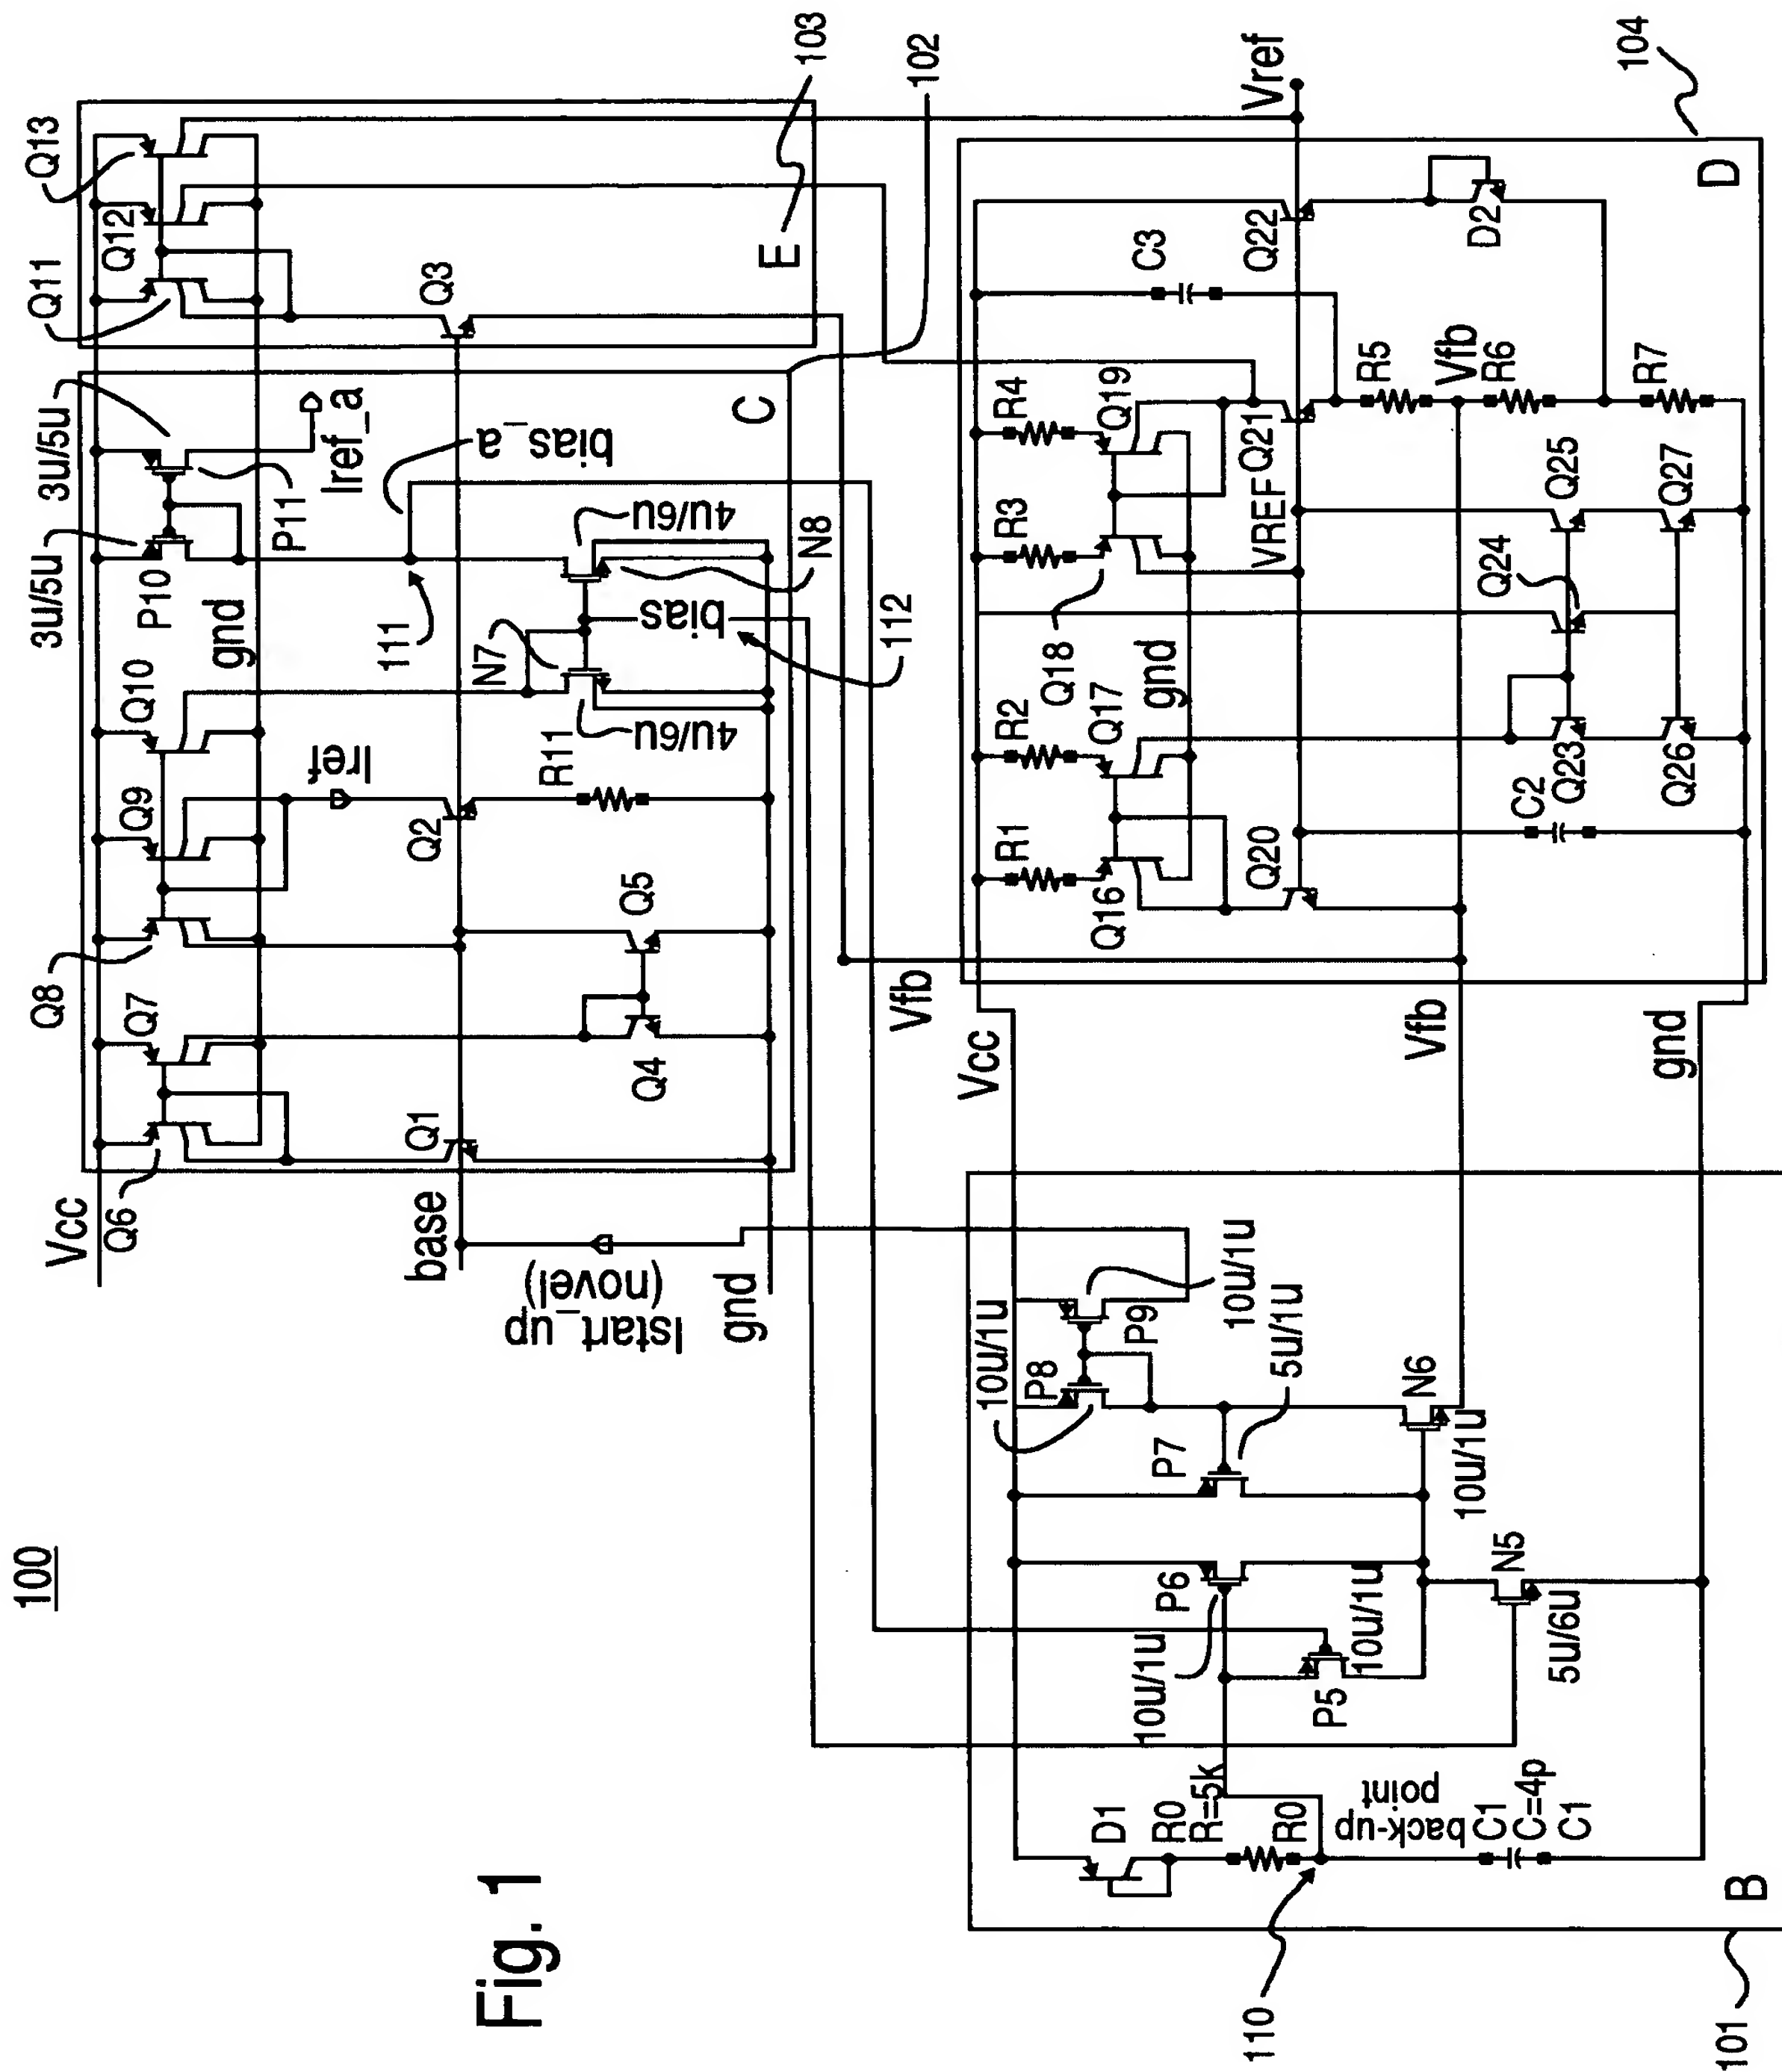 100
Fig. 1
Q11
Q12
Q13
103
102
E
Q3
3u/5u
3u/5u
P10
P11
Iref_a
bias_a
C
111
gnd
Q10
Q9
Iref
Q8
Q7
Q6
Vcc
N7
4u/6u
4u/6u
N8
bias
112
R11
Q2
Q5
Q4
Q1
base
Istart_up
(novel)
gnd
Vref
104
D
D2
Q22
C3
R4
Q19
Q21
R3
VREF
R5
Vfb
R6
R7
Q25
Q27
Q24
Q18
gnd
R2
Q17
R1
Q16
Q20
Q23
Q26
C2
Vfb
Vcc
Vfb
gnd
10u/1u
P8
P9
10u/1u
5u/1u
P7
N6
10u/1u
P6
10u/1u
P5
10u/1u
N5
5u/6u
D1
R0
R=5k
R0
back-up
point
C1
C=4p
C1
110
B
101